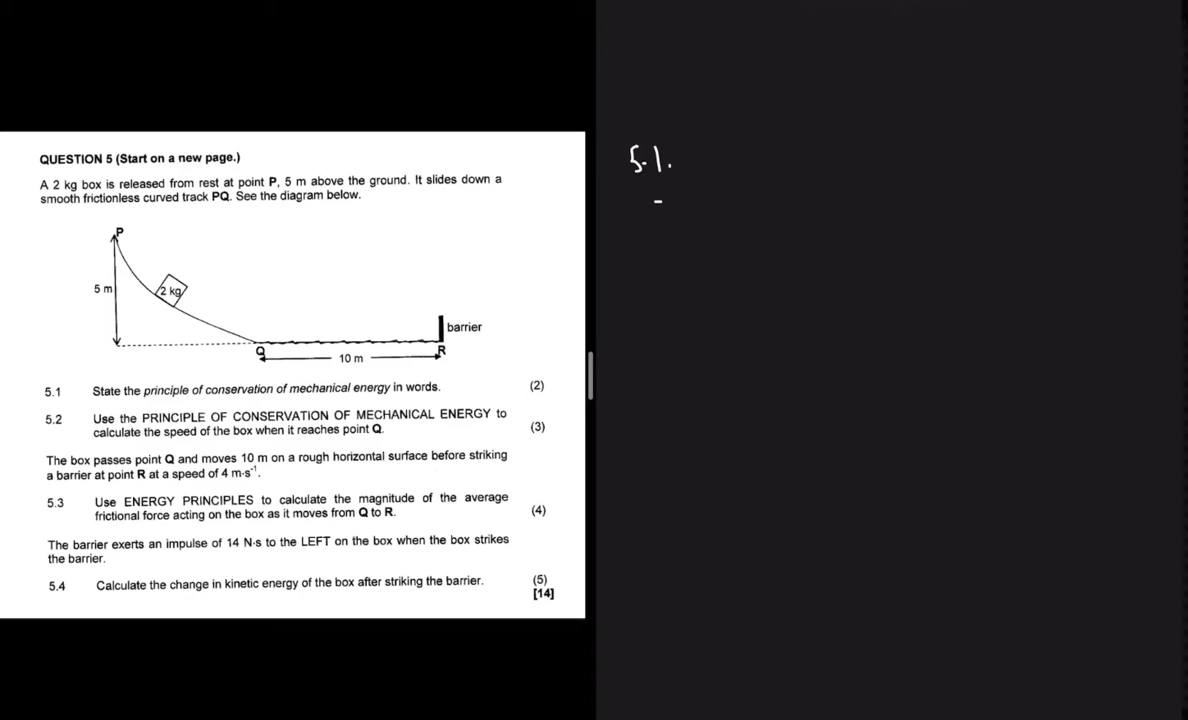 QUESTION 5 (Start on a new page.)
A 2 kg box is released from rest at point P, 5 m above the ground. It slides down a
smooth frictionless curved track PQ. See the diagram below.
P
5 m
2 kg
barrier
Q
R
10 m
5.1 State the principle of conservation of mechanical energy in words. (2)
5.2 Use the PRINCIPLE OF CONSERVATION OF MECHANICAL ENERGY to
calculate the speed of the box when it reaches point Q. (3)
The box passes point Q and moves 10 m on a rough horizontal surface before striking
a barrier at point R at a speed of 4 m·s⁻¹.
5.3 Use ENERGY PRINCIPLES to calculate the magnitude of the average
frictional force acting on the box as it moves from Q to R. (4)
The barrier exerts an impulse of 14 N·s to the LEFT on the box when the box strikes
the barrier.
5.4 Calculate the change in kinetic energy of the box after striking the barrier. (5)
[14]
5.1.
-